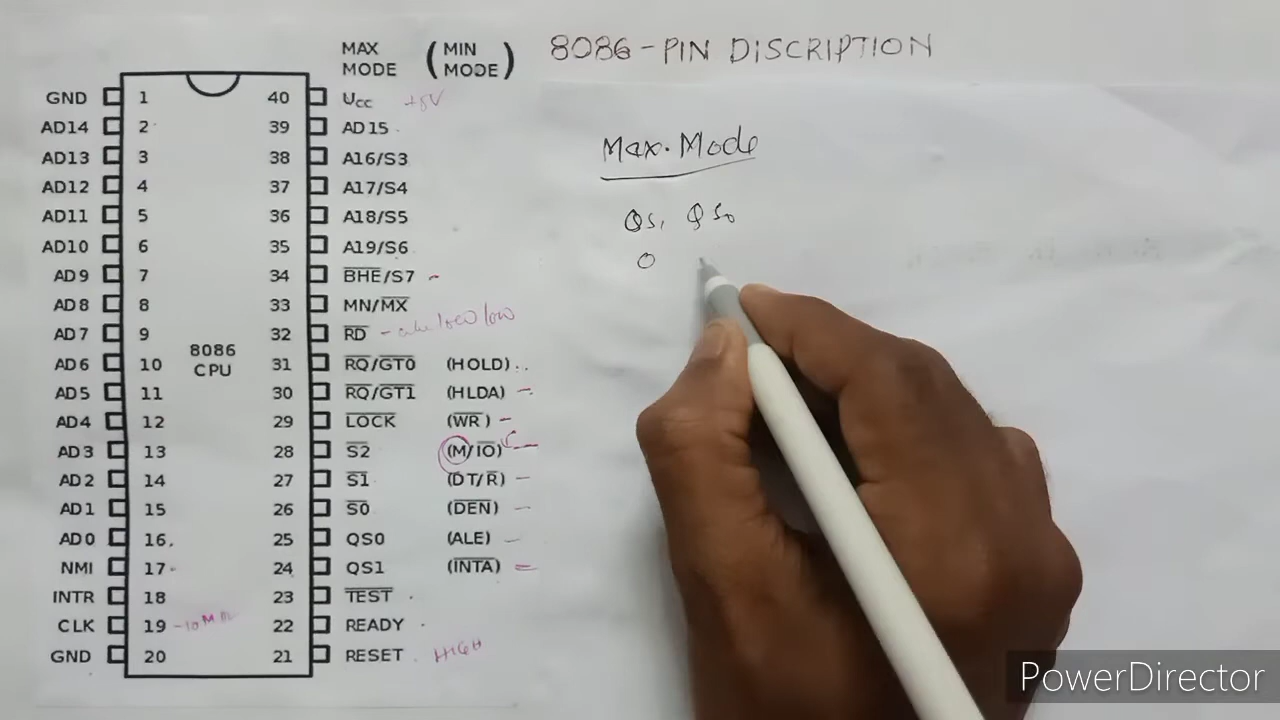 MAX MODE (MIN MODE) 8086 - PIN DISCRIPTION
GND 1 40 UCC +5V
AD14 2 39 AD15
AD13 3 38 A16/S3
AD12 4 37 A17/S4
AD11 5 36 A18/S5
AD10 6 35 A19/S6
AD9 7 34 BHE/S7
AD8 8 33 MN/MX
AD7 9 32 RD - low
AD6 10 31 RQ/GT0 (HOLD)
AD5 11 30 RQ/GT1 (HLDA)
AD4 12 29 LOCK (WR)
AD3 13 28 S2 (M/IO)
AD2 14 27 S1 (DT/R)
AD1 15 26 S0 (DEN)
AD0 16 25 QS0 (ALE)
NMI 17 24 QS1 (INTA)
INTR 18 23 TEST
CLK 19 22 READY
GND 20 21 RESET HIGH
8086
CPU
Max. Mode
QS1 QS0
0
PowerDirector